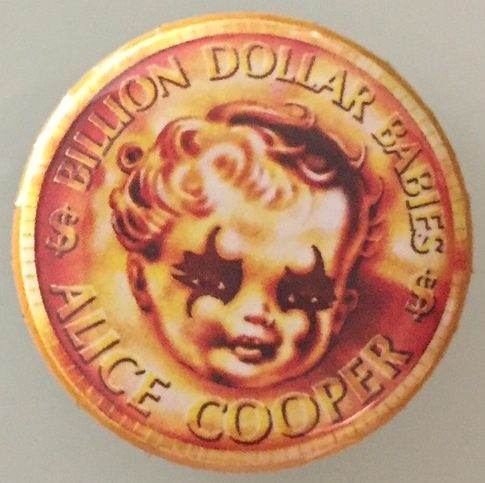 $ BILLION DOLLAR BABIES $
ALICE COOPER